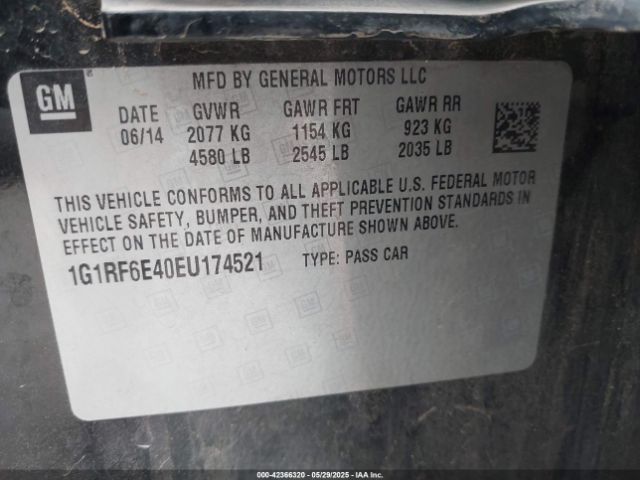 GM
MFD BY GENERAL MOTORS LLC
DATE GVWR GAWR FRT GAWR RR
06/14 2077 KG 1154 KG 923 KG
4580 LB 2545 LB 2035 LB
THIS VEHICLE CONFORMS TO ALL APPLICABLE U.S. FEDERAL MOTOR
VEHICLE SAFETY, BUMPER, AND THEFT PREVENTION STANDARDS IN
EFFECT ON THE DATE OF MANUFACTURE SHOWN ABOVE.
1G1RF6E40EU174521 TYPE: PASS CAR
000-42366320 - 05/29/2025 - IAA Inc.